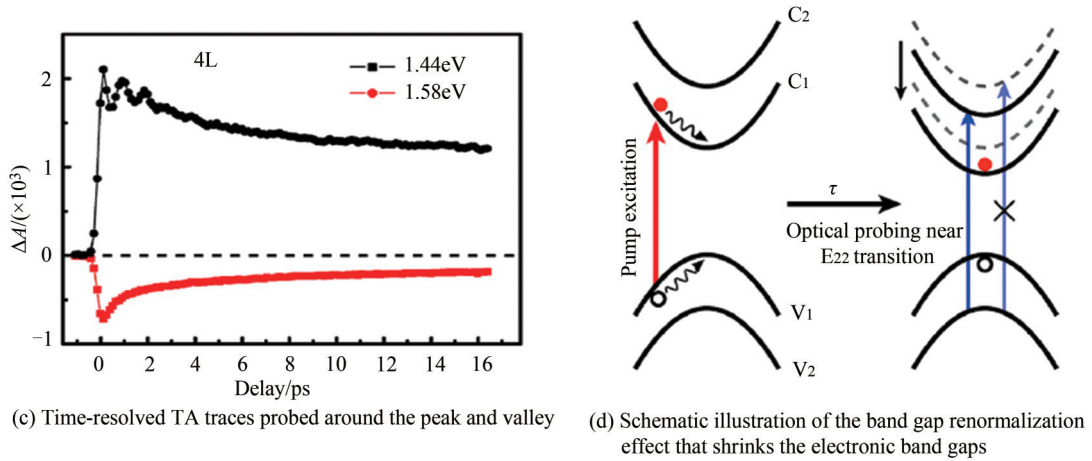 4L
1.44eV
1.58eV
ΔA/(×10³)
2
1
0
−1
0
2
4
6
8
10
12
14
16
Delay/ps
(c) Time-resolved TA traces probed around the peak and valley
C₂
C₁
Pump excitation
V₁
V₂
τ
Optical probing near
E₂₂ transition
(d) Schematic illustration of the band gap renormalization
effect that shrinks the electronic band gaps